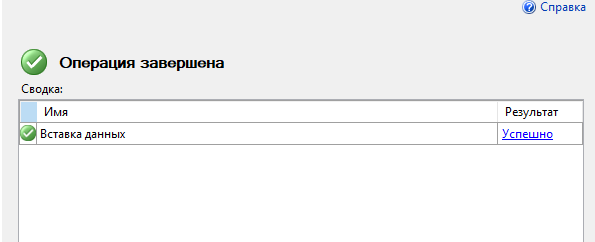 Справка
Операция завершена
Сводка:
Имя Результат
Вставка данных Успешно